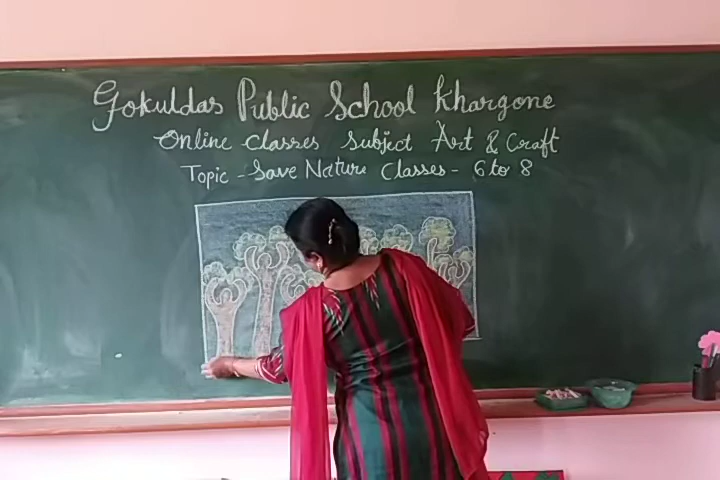 Gokuldas Public School Khargone
Online Classes Subject Art & Craft
Topic - Save Nature Classes - 6 to 8